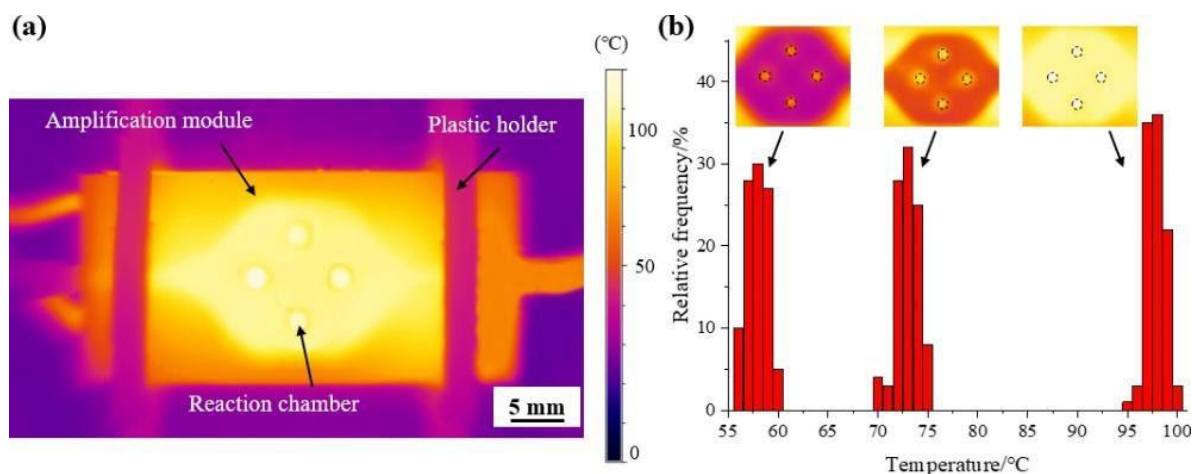 (a)
(°C)
Amplification module
Plastic holder
100
50
0
Reaction chamber
5 mm
(b)
Relative frequency/%
40
30
20
10
0
55
60
65
70
75
80
85
90
95
100
Temperature/°C